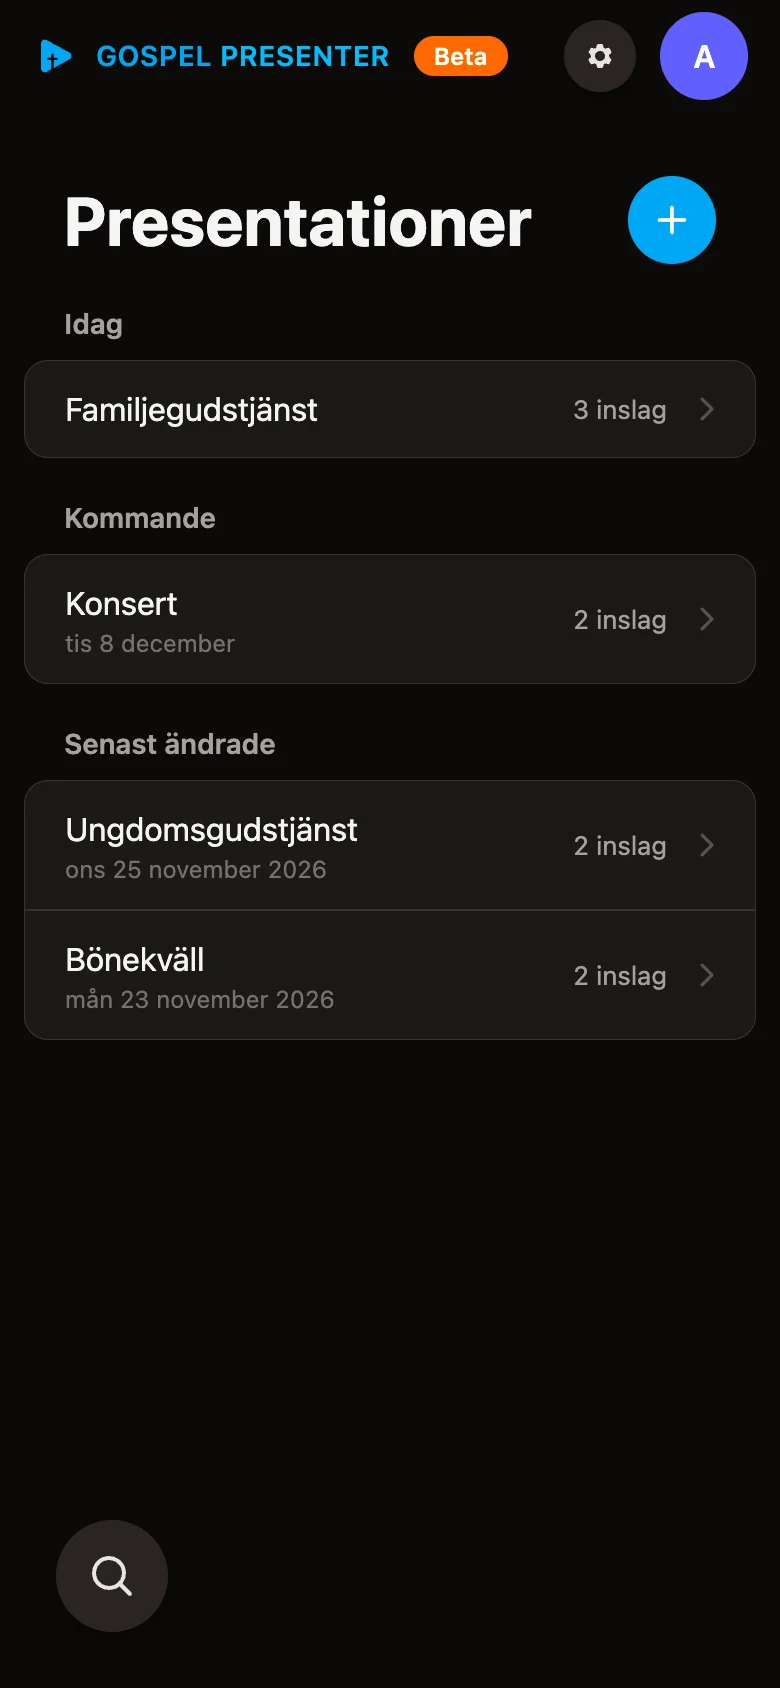 GOSPEL PRESENTER Beta A
Presentationer
Idag
Familjegudstjänst 3 inslag
Kommande
Konsert
tis 8 december
2 inslag
Senast ändrade
Ungdomsgudstjänst
ons 25 november 2026
2 inslag
Bönekväll
mån 23 november 2026
2 inslag